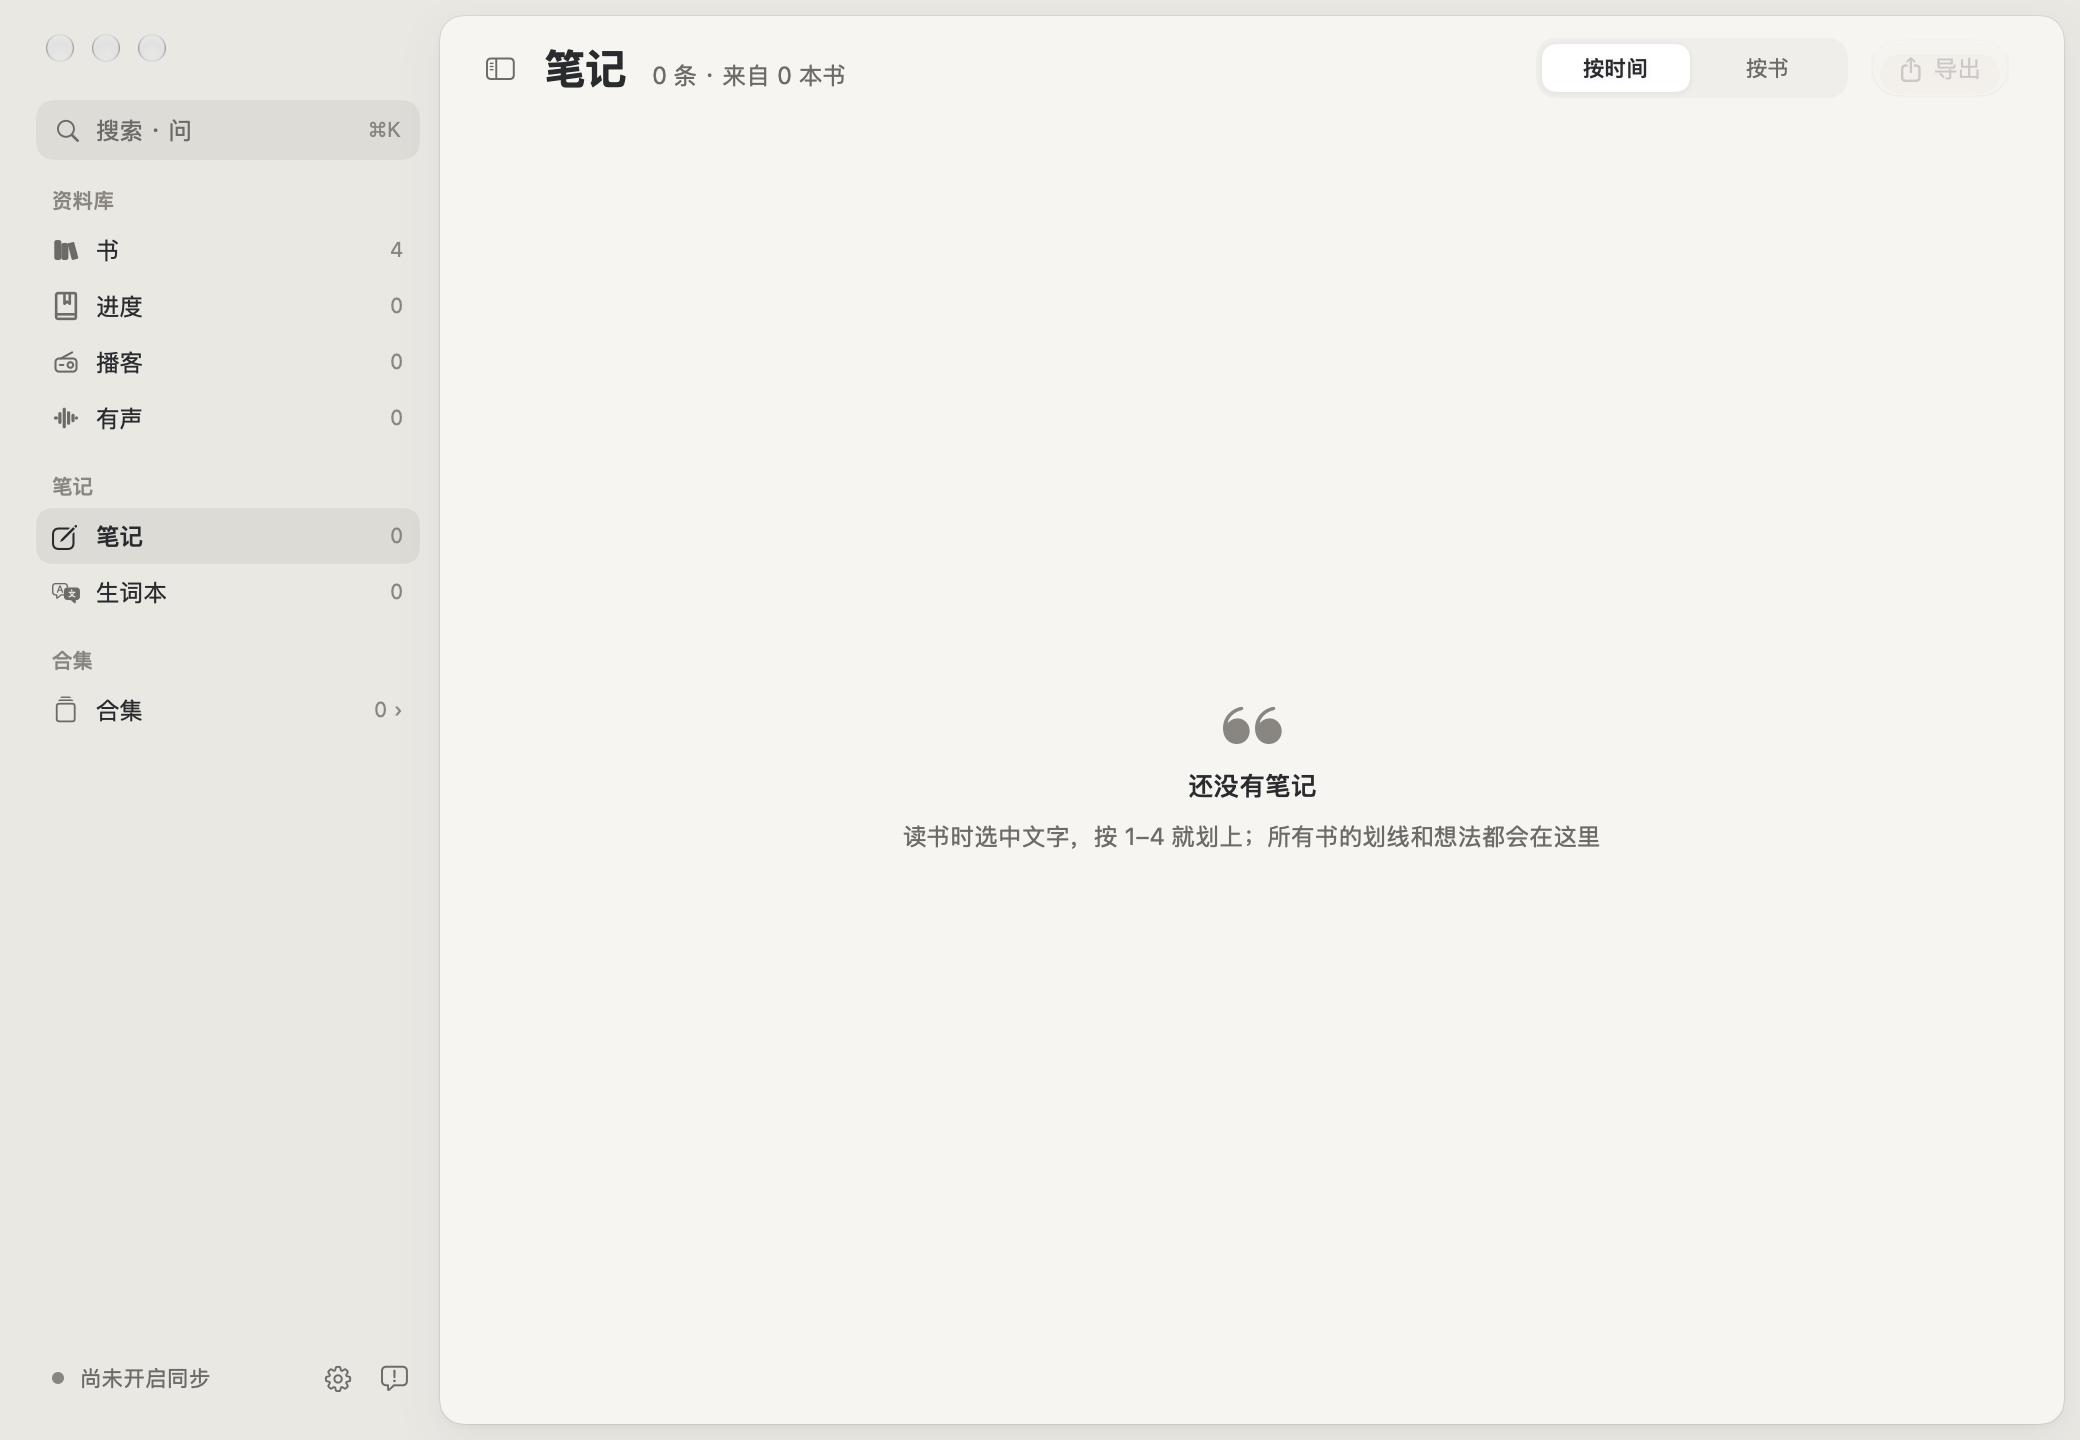 搜索 · 问 ⌘K
资料库
书 4
进度 0
播客 0
有声 0
笔记
笔记 0
生词本 0
合集
合集 0 ›
尚未开启同步
笔记 0 条 · 来自 0 本书
按时间 按书 导出
还没有笔记
读书时选中文字，按 1–4 就划上；所有书的划线和想法都会在这里